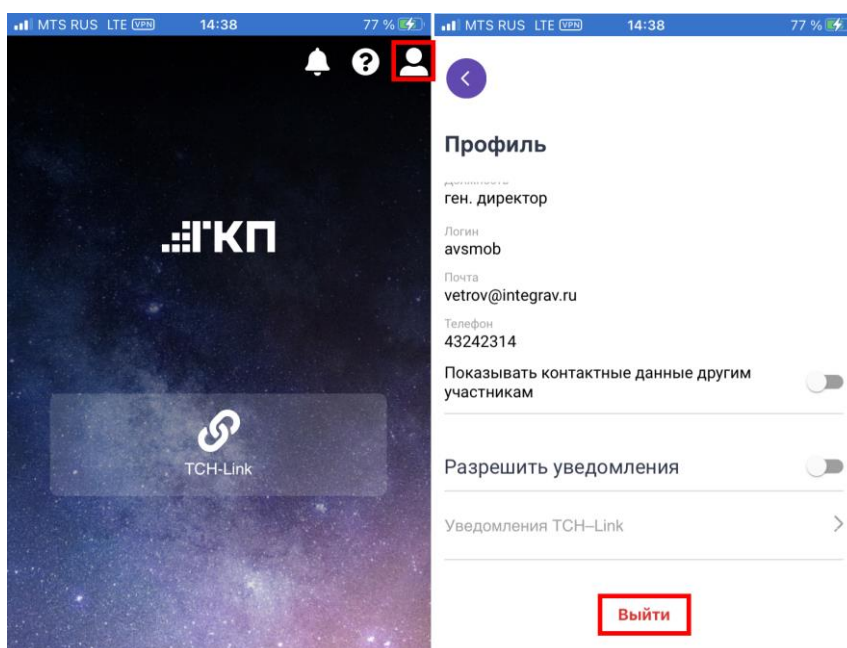 MTS RUS LTE VPN 14:38 77 %
ГКП
TCH-Link
MTS RUS LTE VPN 14:38 77 %
Профиль
Должность
ген. директор
Логин
avsmob
Почта
vetrov@integrav.ru
Телефон
43242314
Показывать контактные данные другим
участникам
Разрешить уведомления
Уведомления TCH–Link
Выйти